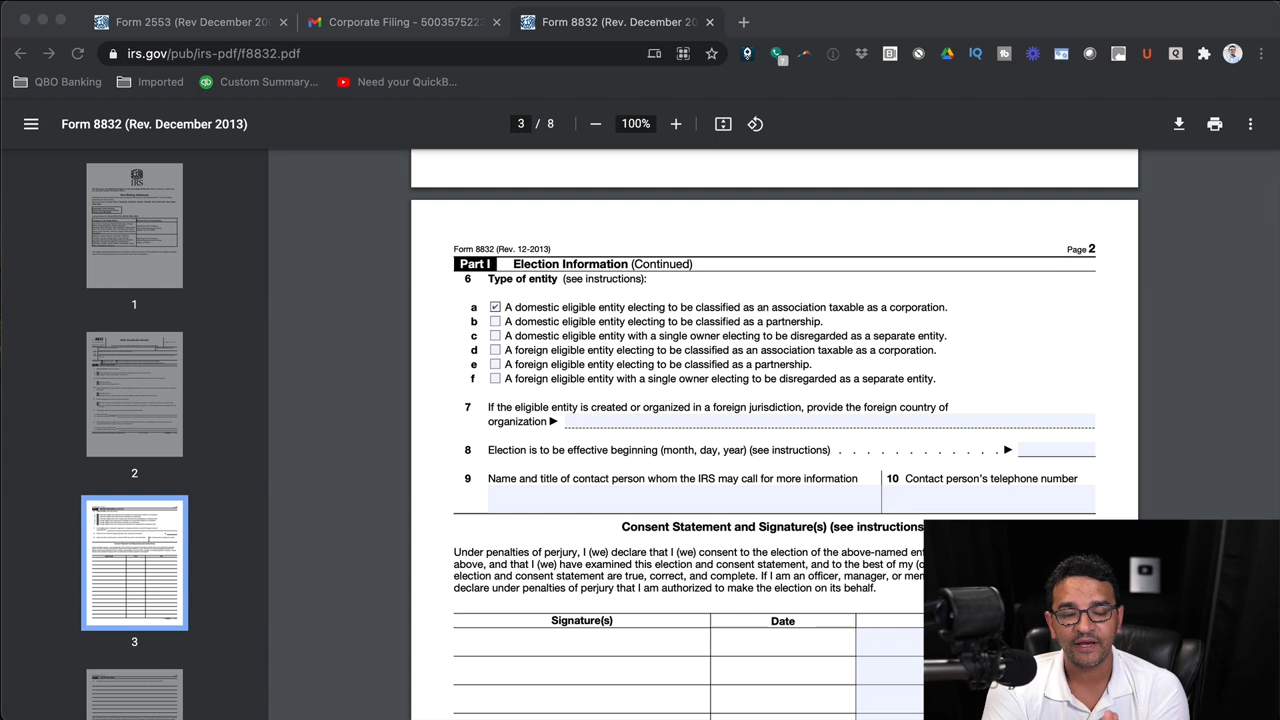 Form 2553 (Rev December 200
Corporate Filing - 5003575223
Form 8832 (Rev. December 20
irs.gov/pub/irs-pdf/f8832.pdf
QBO Banking
Imported
Custom Summary...
Need your QuickB...
Form 8832 (Rev. December 2013)
3 / 8
100%
IRS
1
2
3
Form 8832 (Rev. 12-2013)
Page 2
Part I Election Information (Continued)
6 Type of entity (see instructions):
a A domestic eligible entity electing to be classified as an association taxable as a corporation.
b A domestic eligible entity electing to be classified as a partnership.
c A domestic eligible entity with a single owner electing to be disregarded as a separate entity.
d A foreign eligible entity electing to be classified as an association taxable as a corporation.
e A foreign eligible entity electing to be classified as a partnership.
f A foreign eligible entity with a single owner electing to be disregarded as a separate entity.
7 If the eligible entity is created or organized in a foreign jurisdiction, provide the foreign country of
organization ▶
8 Election is to be effective beginning (month, day, year) (see instructions) . . . . . . . . . . . . ▶
9 Name and title of contact person whom the IRS may call for more information
10 Contact person's telephone number
Consent Statement and Signature(s) (see instructions
Under penalties of perjury, I (we) declare that I (we) consent to the election of the above-named ent
above, and that I (we) have examined this election and consent statement, and to the best of my (
election and consent statement are true, correct, and complete. If I am an officer, manager, or mem
declare under penalties of perjury that I am authorized to make the election on its behalf.
Signature(s)
Date